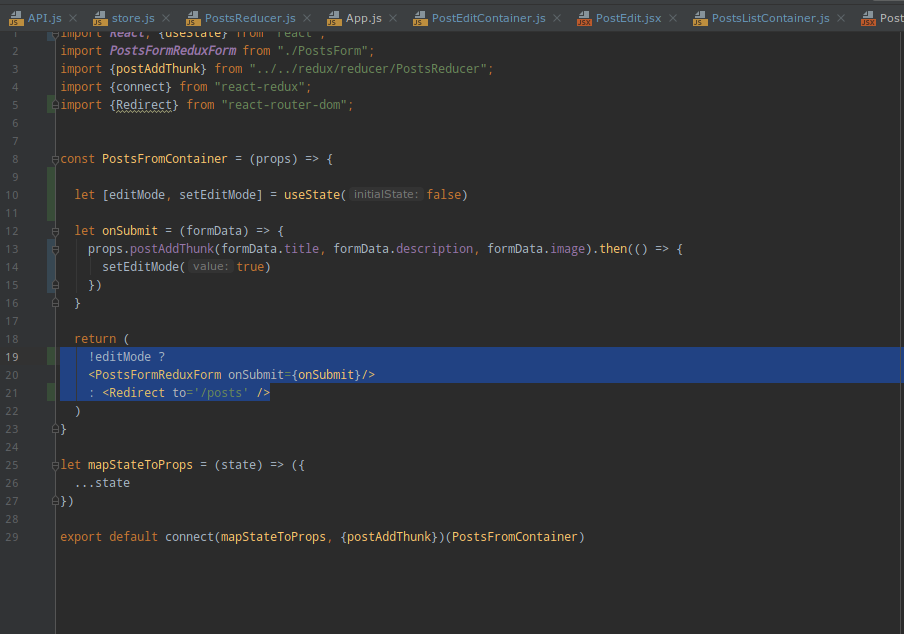 API.js store.js PostsReducer.js App.js PostEditContainer.js PostEdit.jsx PostsListContainer.js Post
1 import React, {useState} from "react";
2 import PostsFormReduxForm from "./PostsForm";
3 import {postAddThunk} from "../../redux/reducer/PostsReducer";
4 import {connect} from "react-redux";
5 import {Redirect} from "react-router-dom";
6
7
8 const PostsFromContainer = (props) => {
9
10 let [editMode, setEditMode] = useState( initialState: false)
11
12 let onSubmit = (formData) => {
13 props.postAddThunk(formData.title, formData.description, formData.image).then(() => {
14 setEditMode( value: true)
15 })
16 }
17
18 return (
19 !editMode ?
20 <PostsFormReduxForm onSubmit={onSubmit}/>
21 : <Redirect to='/posts' />
22 )
23 }
24
25 let mapStateToProps = (state) => ({
26 ...state
27 })
28
29 export default connect(mapStateToProps, {postAddThunk})(PostsFromContainer)